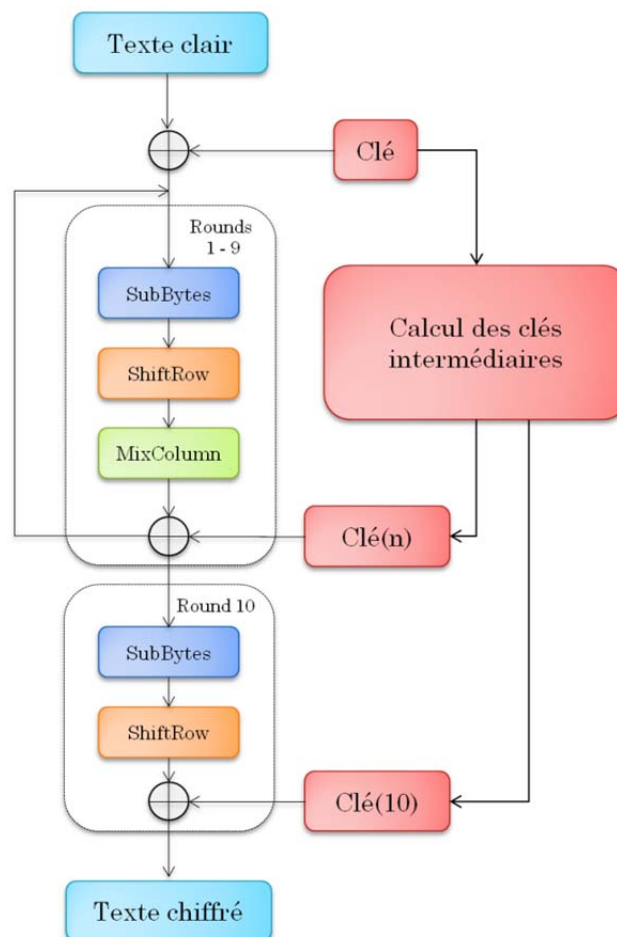 Texte clair
Clé
Rounds
1 - 9
SubBytes
Calcul des clés
intermédiaires
ShiftRow
MixColumn
Clé(n)
Round 10
SubBytes
ShiftRow
Clé(10)
Texte chiffré